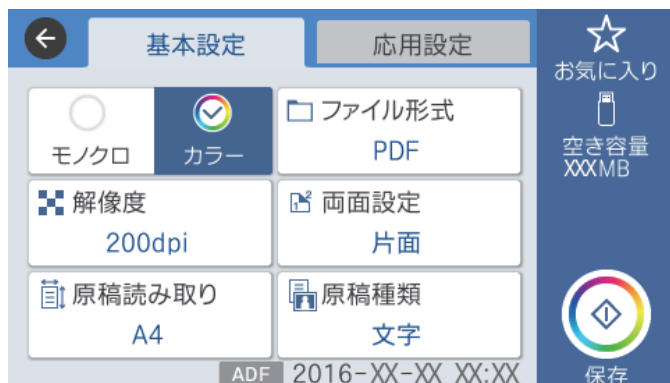 基本設定
応用設定
お気に入り
空き容量
XXXMB
モノクロ
カラー
ファイル形式
PDF
解像度
200dpi
両面設定
片面
原稿読み取り
A4
原稿種類
文字
ADF 2016-XX-XX XX:XX
保存